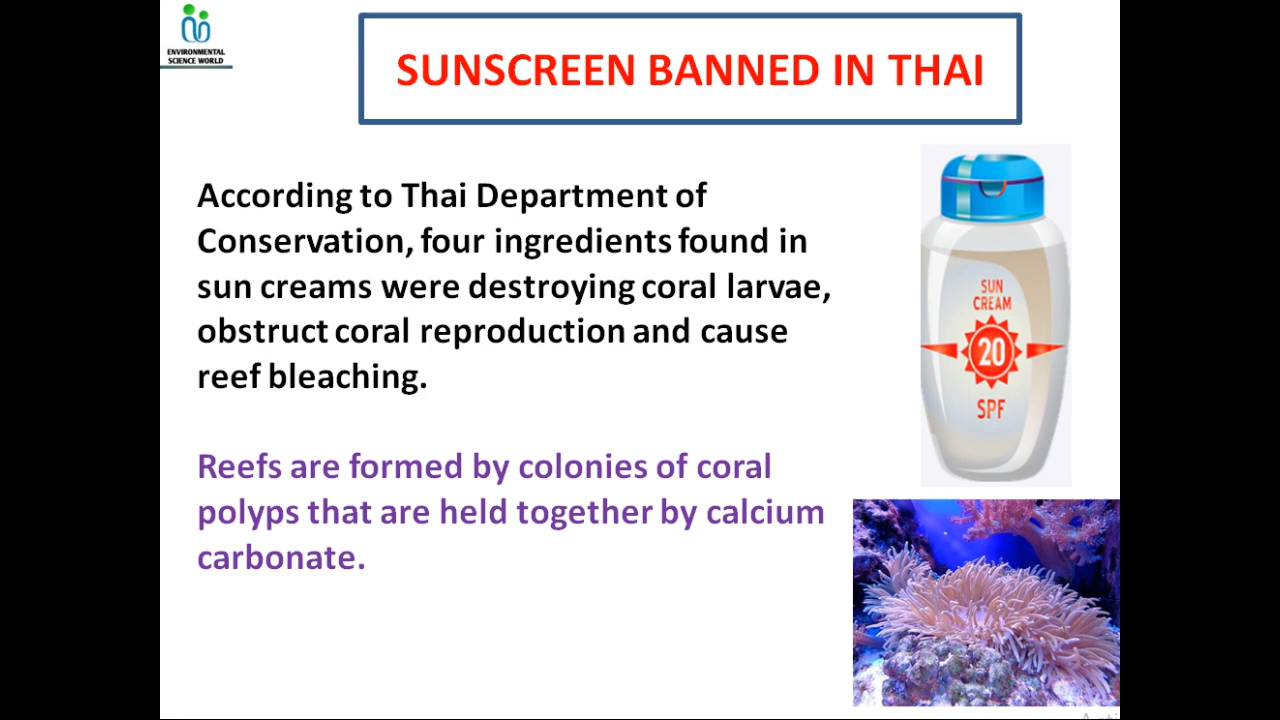 ENVIRONMENTAL
SCIENCE WORLD
SUNSCREEN BANNED IN THAI
According to Thai Department of
Conservation, four ingredients found in
sun creams were destroying coral larvae,
obstruct coral reproduction and cause
reef bleaching.
Reefs are formed by colonies of coral
polyps that are held together by calcium
carbonate.
SUN
CREAM
20
SPF